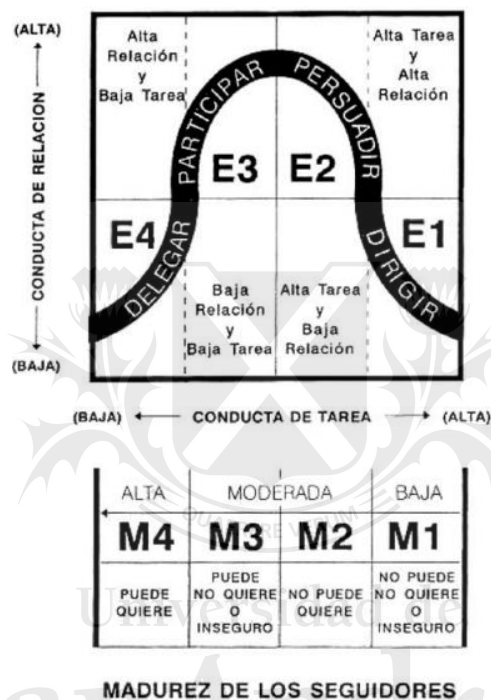 (ALTA)
CONDUCTA DE RELACION
(BAJA)
Alta
Relación
y
Baja Tarea
Alta Tarea
y
Alta
Relación
DELEGAR
PARTICIPAR
PERSUADIR
DIRIGIR
E3
E2
E4
E1
Baja
Relación
y
Baja Tarea
Alta Tarea
y
Baja
Relación
(BAJA) CONDUCTA DE TAREA (ALTA)
ALTA MODERADA BAJA
M4 M3 M2 M1
PUEDE
QUIERE
PUEDE
NO QUIERE
O
INSEGURO
NO PUEDE
QUIERE
NO PUEDE
NO QUIERE
O
INSEGURO
Universidad de
MADUREZ DE LOS SEGUIDORES